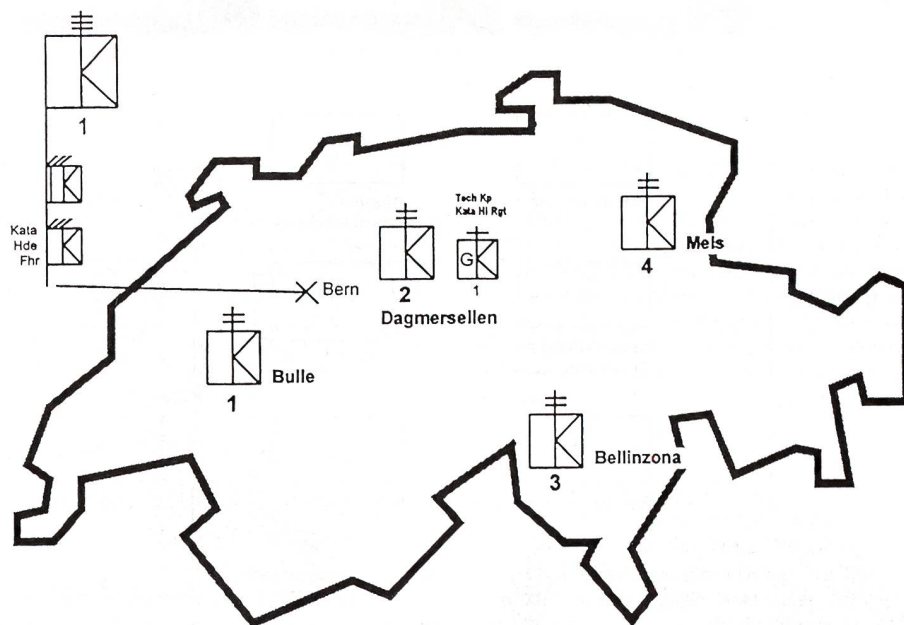 1
Kata
Hde
Fhr
Bern
2
Dagmersellen
Tech Kp
Kata Hi Rgt
G
1
4
Mels
1
Bulle
3
Bellinzona